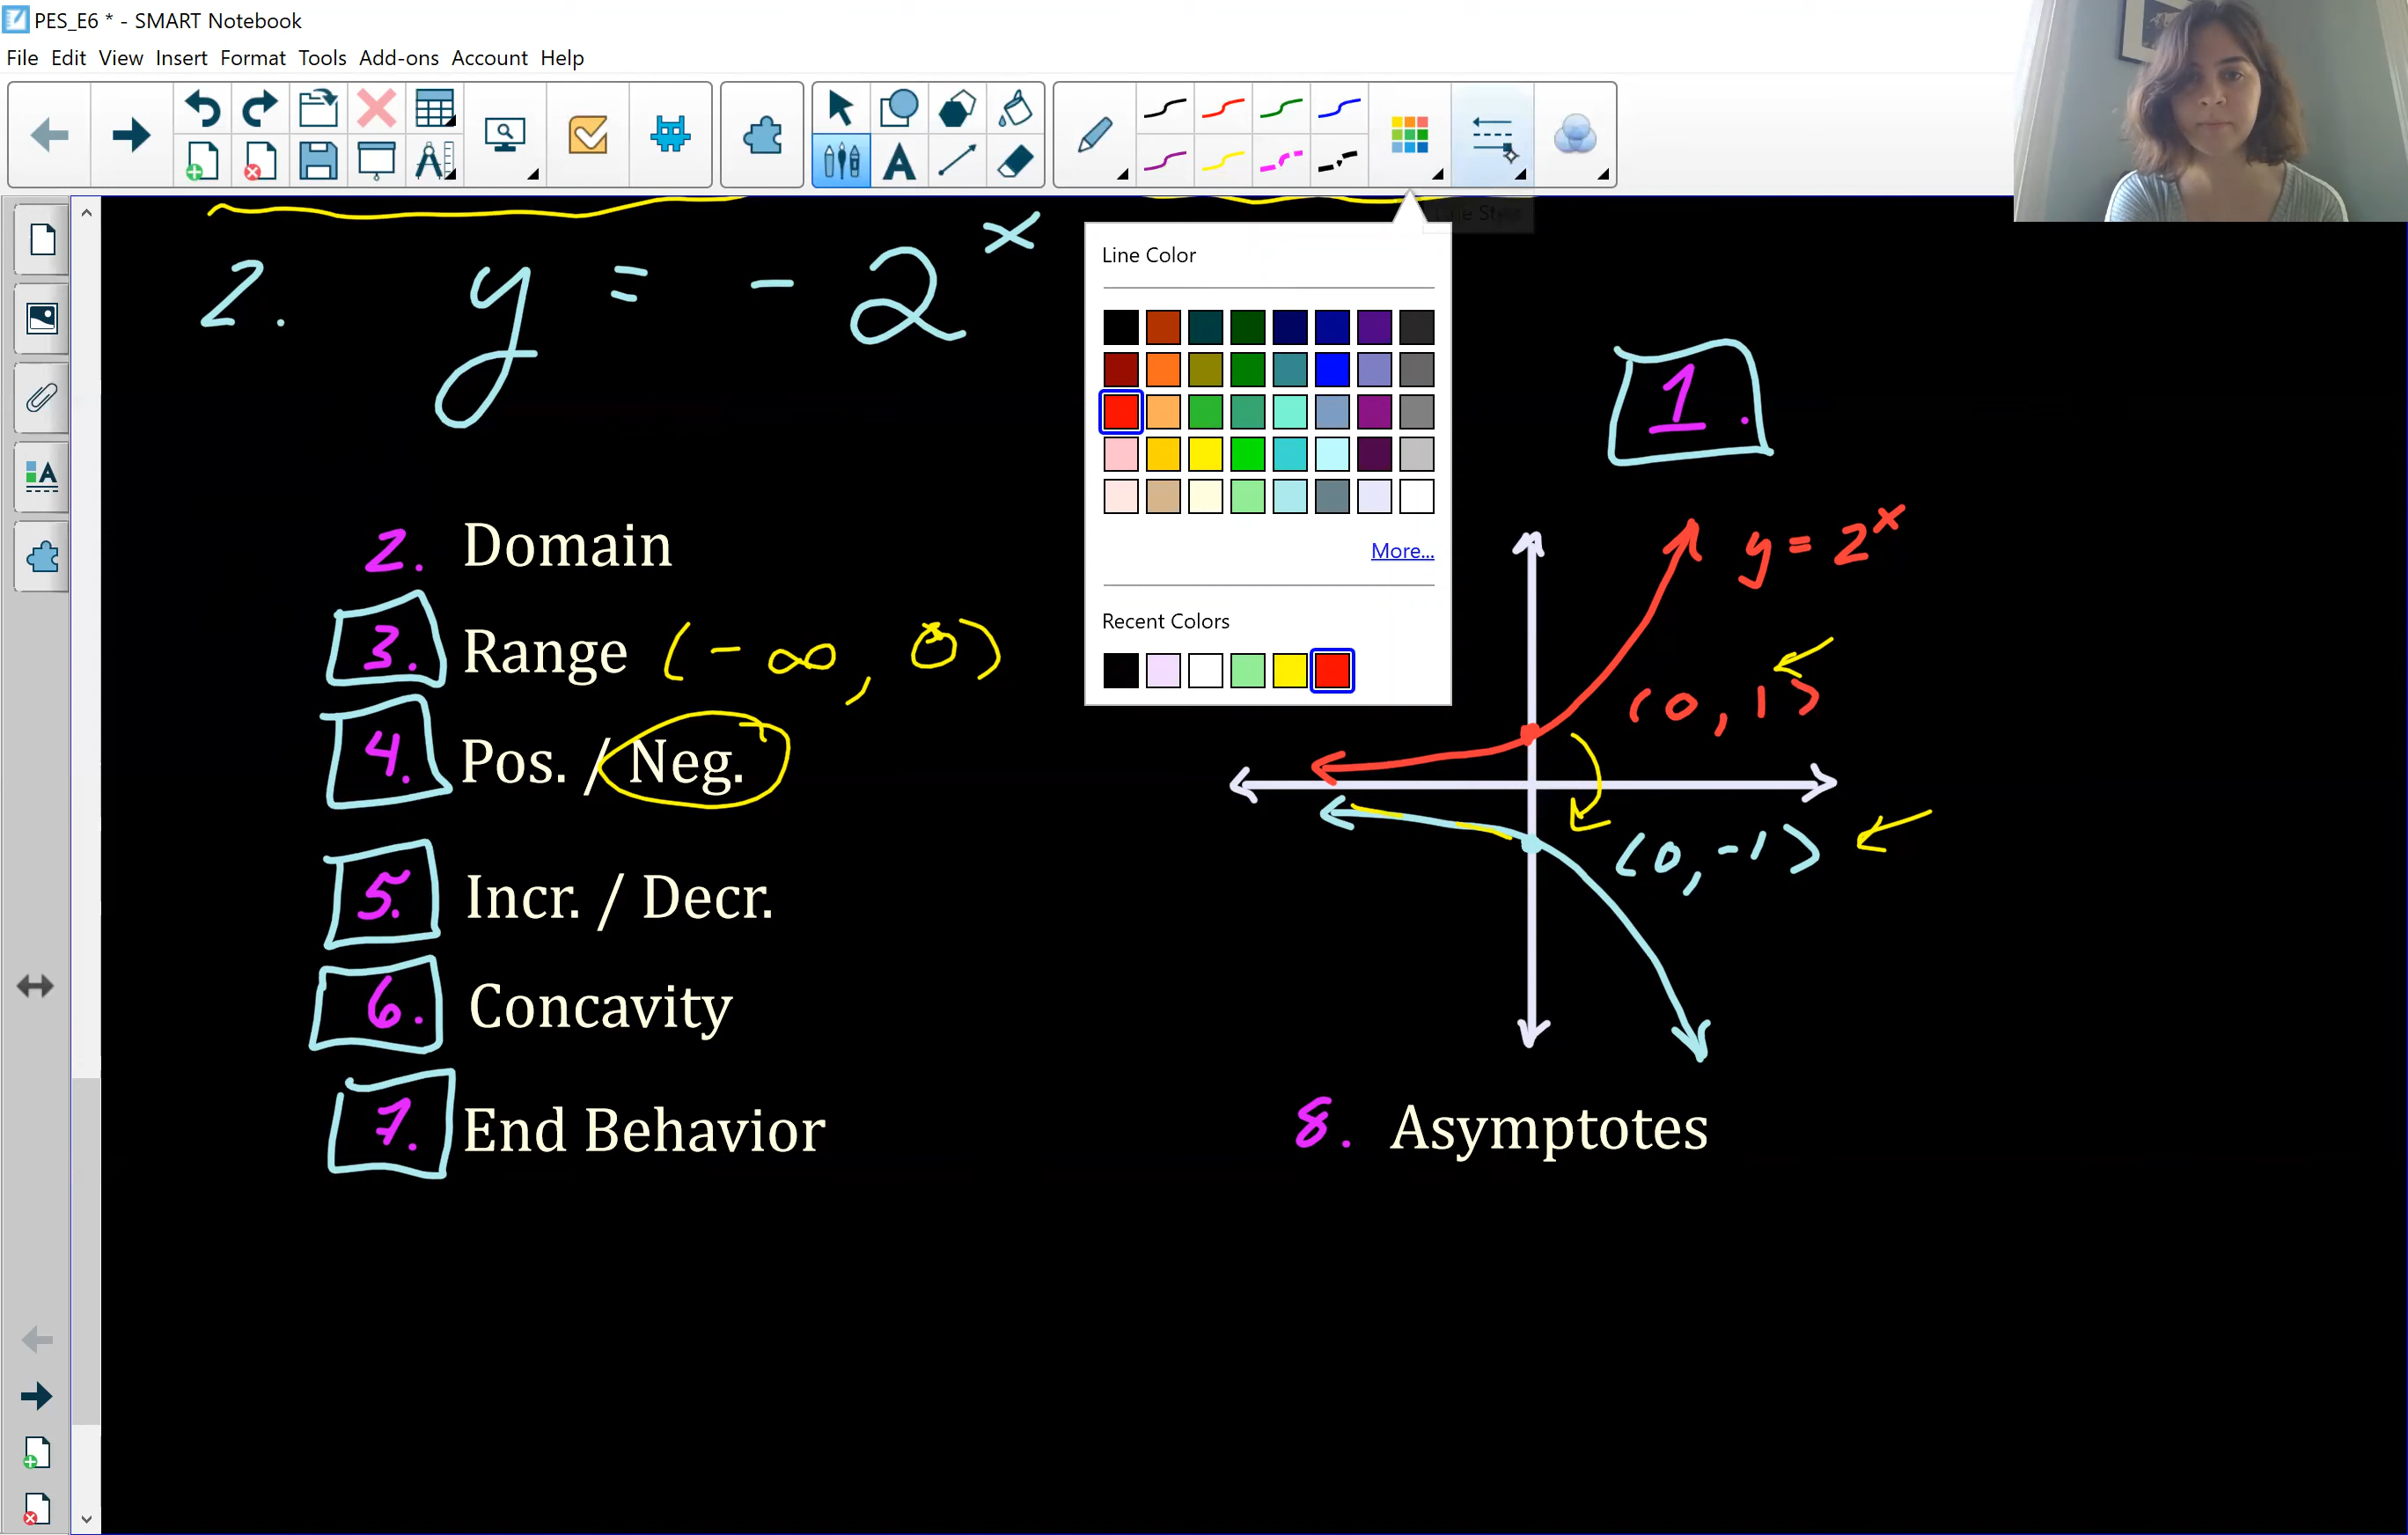 PES_E6 * - SMART Notebook
File Edit View Insert Format Tools Add-ons Account Help
2. y = - 2^x
Line Color
More...
Recent Colors
1.
2. Domain
3. Range (-∞, 0)
4. Pos. / Neg.
5. Incr. / Decr.
6. Concavity
7. End Behavior
y = 2^x
(0, 1)
(0, -1)
8. Asymptotes